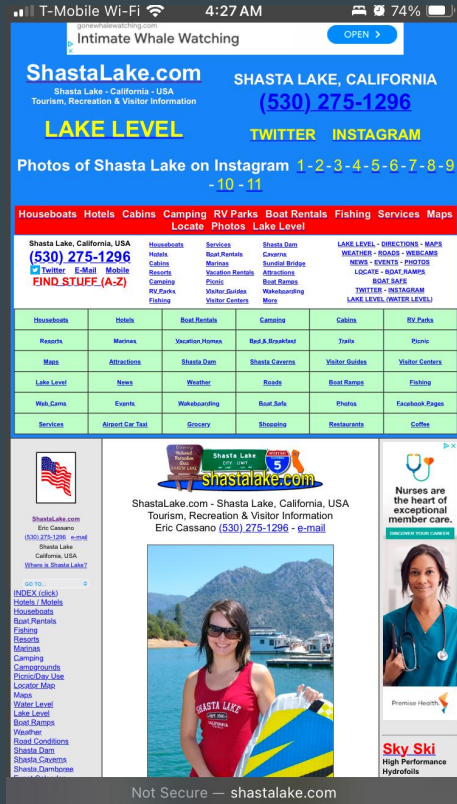 T-Mobile Wi-Fi 4:27 AM 74%
gonewhalewatching.com
Intimate Whale Watching
OPEN >
ShastaLake.com
Shasta Lake - California - USA
Tourism, Recreation & Visitor Information
SHASTA LAKE, CALIFORNIA
(530) 275-1296
LAKE LEVEL
TWITTER INSTAGRAM
Photos of Shasta Lake on Instagram 1-2-3-4-5-6-7-8-9
-10 - 11
Houseboats Hotels Cabins Camping RV Parks Boat Rentals Fishing Services Maps
Locate Photos Lake Level
Shasta Lake, California, USA
(530) 275-1296
Twitter E-Mail Mobile
FIND STUFF (A-Z)
Houseboats
Hotels
Cabins
Resorts
Camping
RV Parks
Fishing
Services
Boat Rentals
Marinas
Vacation Rentals
Picnic
Visitor Guides
Visitor Centers
Shasta Dam
Caverns
Sundial Bridge
Attractions
Boat Ramps
Wakeboarding
More
LAKE LEVEL - DIRECTIONS - MAPS
WEATHER - ROADS - WEBCAMS
NEWS - EVENTS - PHOTOS
LOCATE - BOAT RAMPS
BOAT SAFE
TWITTER - INSTAGRAM
LAKE LEVEL (WATER LEVEL)
Houseboats Hotels Boat Rentals Camping Cabins RV Parks
Resorts Marinas Vacation Homes Bed & Breakfast Trails Picnic
Maps Attractions Shasta Dam Shasta Caverns Visitor Guides Visitor Centers
Lake Level News Weather Roads Boat Ramps Fishing
Web Cams Events Wakeboarding Boat Safe Photos Facebook Pages
Services Airport Car Taxi Grocery Shopping Restaurants Coffee
ShastaLake.com
Eric Cassano
(530) 275-1296 e-mail
Shasta Lake
California, USA
Where is Shasta Lake?
GO TO...
INDEX (click)
Hotels / Motels
Houseboats
Boat Rentals
Fishing
Resorts
Marinas
Camping
Campgrounds
Picnic/Day Use
Locator Map
Maps
Water Level
Lake Level
Boat Ramps
Weather
Road Conditions
Shasta Dam
Shasta Caverns
Shasta Damboree
Shasta Lake
CITY LIMIT
5
shastalake.com
ShastaLake.com - Shasta Lake, California, USA
Tourism, Recreation & Visitor Information
Eric Cassano (530) 275-1296 - e-mail
SHASTA LAKE
Nurses are
the heart of
exceptional
member care.
DISCOVER YOUR CAREER
Premise Health.
Sky Ski
High Performance
Hydrofoils
Not Secure — shastalake.com